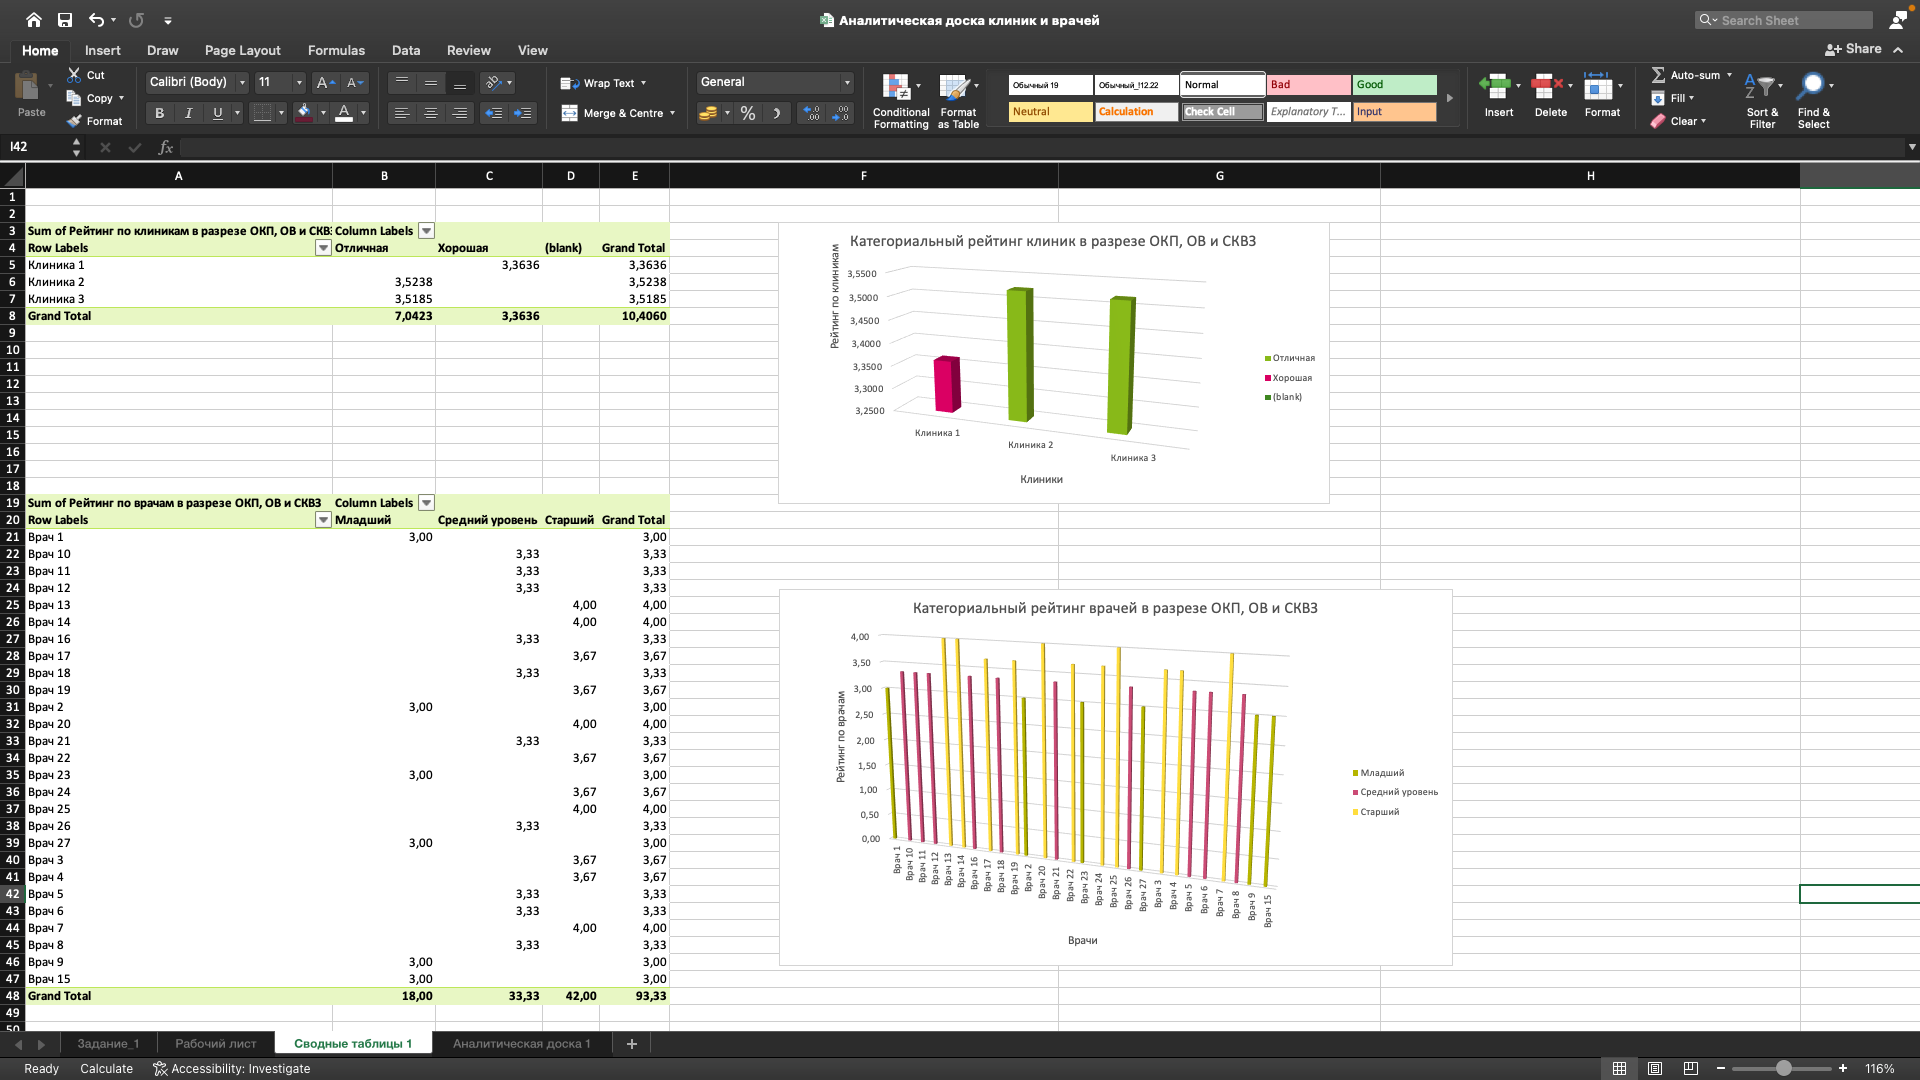 Аналитическая доска клиник и врачей
Search Sheet
Home Insert Draw Page Layout Formulas Data Review View
Share
Paste
Cut
Copy
Format
Calibri (Body) 11
B I U
Wrap Text
Merge & Centre
General
Conditional Formatting
Format as Table
Обычный 19 Обычный_!12.22 Normal Bad Good
Neutral Calculation Check Cell Explanatory T... Input
Insert Delete Format
Auto-sum
Fill
Clear
Sort & Filter
Find & Select
I42 fx
A B C D E F G H
1
2
3 Sum of Рейтинг по клиникам в разрезе ОКП, ОВ и СКВЗ Column Labels
4 Row Labels Отличная Хорошая (blank) Grand Total
5 Клиника 1 3,3636 3,3636
6 Клиника 2 3,5238 3,5238
7 Клиника 3 3,5185 3,5185
8 Grand Total 7,0423 3,3636 10,4060
9
10
11
12
13
14
15
16
17
18
19 Sum of Рейтинг по врачам в разрезе ОКП, ОВ и СКВЗ Column Labels
20 Row Labels Младший Средний уровень Старший Grand Total
21 Врач 1 3,00 3,00
22 Врач 10 3,33 3,33
23 Врач 11 3,33 3,33
24 Врач 12 3,33 3,33
25 Врач 13 4,00 4,00
26 Врач 14 4,00 4,00
27 Врач 16 3,33 3,33
28 Врач 17 3,67 3,67
29 Врач 18 3,33 3,33
30 Врач 19 3,67 3,67
31 Врач 2 3,00 3,00
32 Врач 20 4,00 4,00
33 Врач 21 3,33 3,33
34 Врач 22 3,67 3,67
35 Врач 23 3,00 3,00
36 Врач 24 3,67 3,67
37 Врач 25 4,00 4,00
38 Врач 26 3,33 3,33
39 Врач 27 3,00 3,00
40 Врач 3 3,67 3,67
41 Врач 4 3,67 3,67
42 Врач 5 3,33 3,33
43 Врач 6 3,33 3,33
44 Врач 7 4,00 4,00
45 Врач 8 3,33 3,33
46 Врач 9 3,00 3,00
47 Врач 15 3,00 3,00
48 Grand Total 18,00 33,33 42,00 93,33
49
50
Категориальный рейтинг клиник в разрезе ОКП, ОВ и СКВЗ
Рейтинг по клиникам
3,5500
3,5000
3,4500
3,4000
3,3500
3,3000
3,2500
Клиника 1
Клиника 2
Клиника 3
Клиники
Отличная
Хорошая
(blank)
Категориальный рейтинг врачей в разрезе ОКП, ОВ и СКВЗ
Рейтинг по врачам
4,00
3,50
3,00
2,50
2,00
1,50
1,00
0,50
0,00
Врач 1
Врач 10
Врач 11
Врач 12
Врач 13
Врач 14
Врач 16
Врач 17
Врач 18
Врач 19
Врач 2
Врач 20
Врач 21
Врач 22
Врач 23
Врач 24
Врач 25
Врач 26
Врач 27
Врач 3
Врач 4
Врач 5
Врач 6
Врач 7
Врач 8
Врач 9
Врач 15
Врачи
Младший
Средний уровень
Старший
Задание_1 Рабочий лист Сводные таблицы 1 Аналитическая доска 1 +
Ready Calculate Accessibility: Investigate
116%